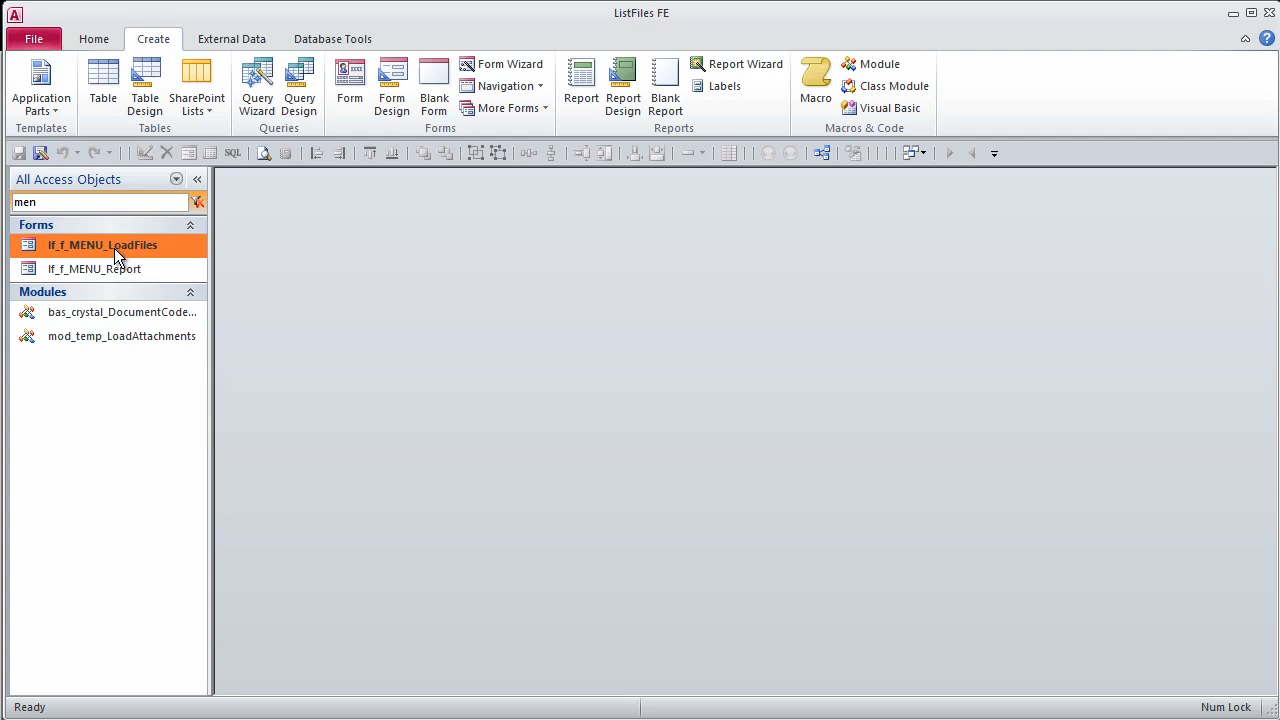 ListFiles FE
File
Home
Create
External Data
Database Tools
Application Parts
Table
Table Design
SharePoint Lists
Query Wizard
Query Design
Form
Form Design
Blank Form
Form Wizard
Navigation
More Forms
Report
Report Design
Blank Report
Report Wizard
Labels
Macro
Module
Class Module
Visual Basic
Templates
Tables
Queries
Forms
Reports
Macros & Code
SQL
All Access Objects
men
Forms
lf_f_MENU_LoadFiles
lf_f_MENU_Report
Modules
bas_crystal_DocumentCode...
mod_temp_LoadAttachments
Ready
Num Lock